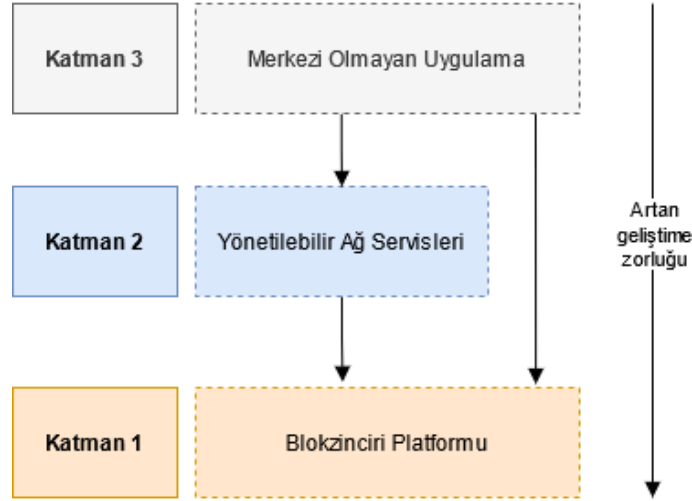 Katman 3
Merkezi Olmayan Uygulama
Katman 2
Yönetilebilir Ağ Servisleri
Artan
geliştime
zorluğu
Katman 1
Blokzinciri Platformu